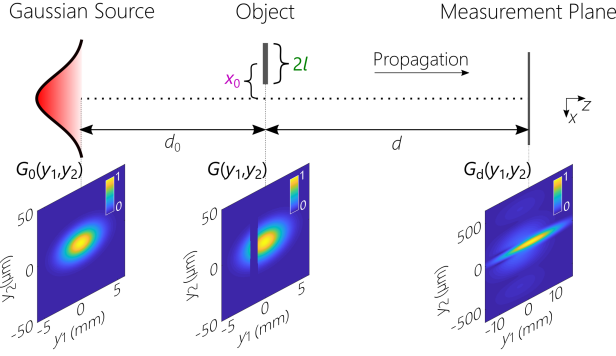 Gaussian Source Object Measurement Plane
2l
x₀
Propagation
z
x
d₀ d
G₀(y₁,y₂) G(y₁,y₂) G_d(y₁,y₂)
1 1 1
0 0 0
50 50 500
0 0 0
-50 -50 -500
y₂(μm) y₂(μm) y₂(μm)
-5 0 5 -5 0 5 -10 0 10
y₁(mm) y₁(mm) y₁(mm)